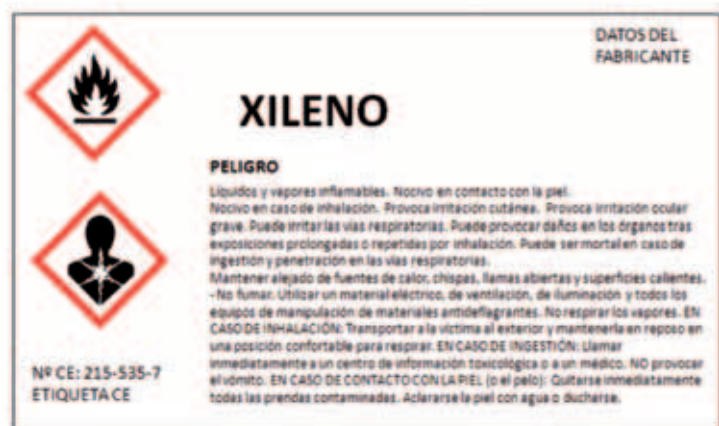 DATOS DEL
FABRICANTE
XILENO
PELIGRO
Líquidos y vapores inflamables. Nocivo en contacto con la piel.
Nocivo en caso de inhalación. Provoca irritación cutánea. Provoca irritación ocular
grave. Puede irritar las vías respiratorias. Puede provocar daños en los órganos tras
exposiciones prolongadas o repetidas por inhalación. Puede ser mortal en caso de
ingestión y penetración en las vías respiratorias.
Mantener alejado de fuentes de calor, chispas, llamas abiertas y superficies calientes.
-No fumar. Utilizar un material eléctrico, de ventilación, de iluminación y todos los
equipos de manipulación de materiales antideflagrantes. No respirar los vapores. EN
CASO DE INHALACIÓN: Transportar a la víctima al exterior y mantenerla en reposo en
una posición confortable para respirar. EN CASO DE INGESTIÓN: Llamar
inmediatamente a un centro de información toxicológica o a un médico. NO provocar
el vómito. EN CASO DE CONTACTO CON LA PIEL (o el pelo): Quitarse inmediatamente
todas las prendas contaminadas. Aclararse la piel con agua o ducharse.
Nº CE: 215-535-7
ETIQUETA CE